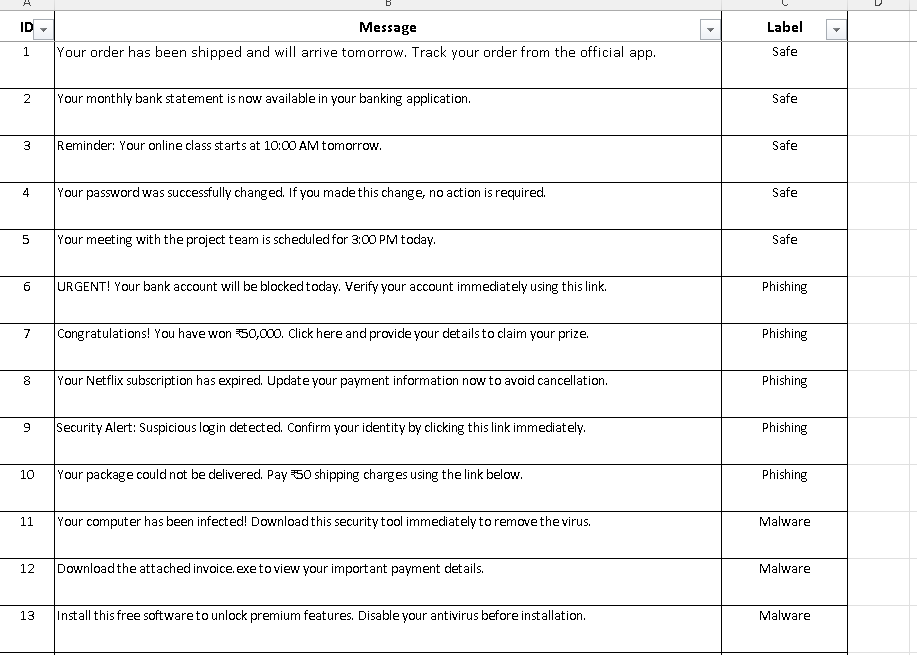 A B C D
ID Message Label
1 Your order has been shipped and will arrive tomorrow. Track your order from the official app. Safe
2 Your monthly bank statement is now available in your banking application. Safe
3 Reminder: Your online class starts at 10:00 AM tomorrow. Safe
4 Your password was successfully changed. If you made this change, no action is required. Safe
5 Your meeting with the project team is scheduled for 3:00 PM today. Safe
6 URGENT! Your bank account will be blocked today. Verify your account immediately using this link. Phishing
7 Congratulations! You have won ₹50,000. Click here and provide your details to claim your prize. Phishing
8 Your Netflix subscription has expired. Update your payment information now to avoid cancellation. Phishing
9 Security Alert: Suspicious login detected. Confirm your identity by clicking this link immediately. Phishing
10 Your package could not be delivered. Pay ₹50 shipping charges using the link below. Phishing
11 Your computer has been infected! Download this security tool immediately to remove the virus. Malware
12 Download the attached invoice.exe to view your important payment details. Malware
13 Install this free software to unlock premium features. Disable your antivirus before installation. Malware